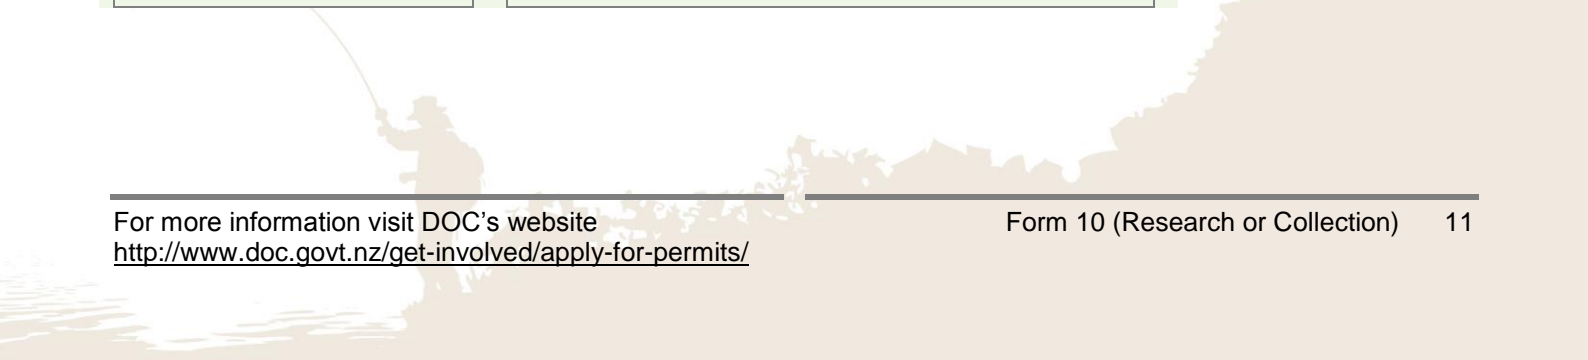 For more information visit DOC’s website
http://www.doc.govt.nz/get-involved/apply-for-permits/
Form 10 (Research or Collection) 11